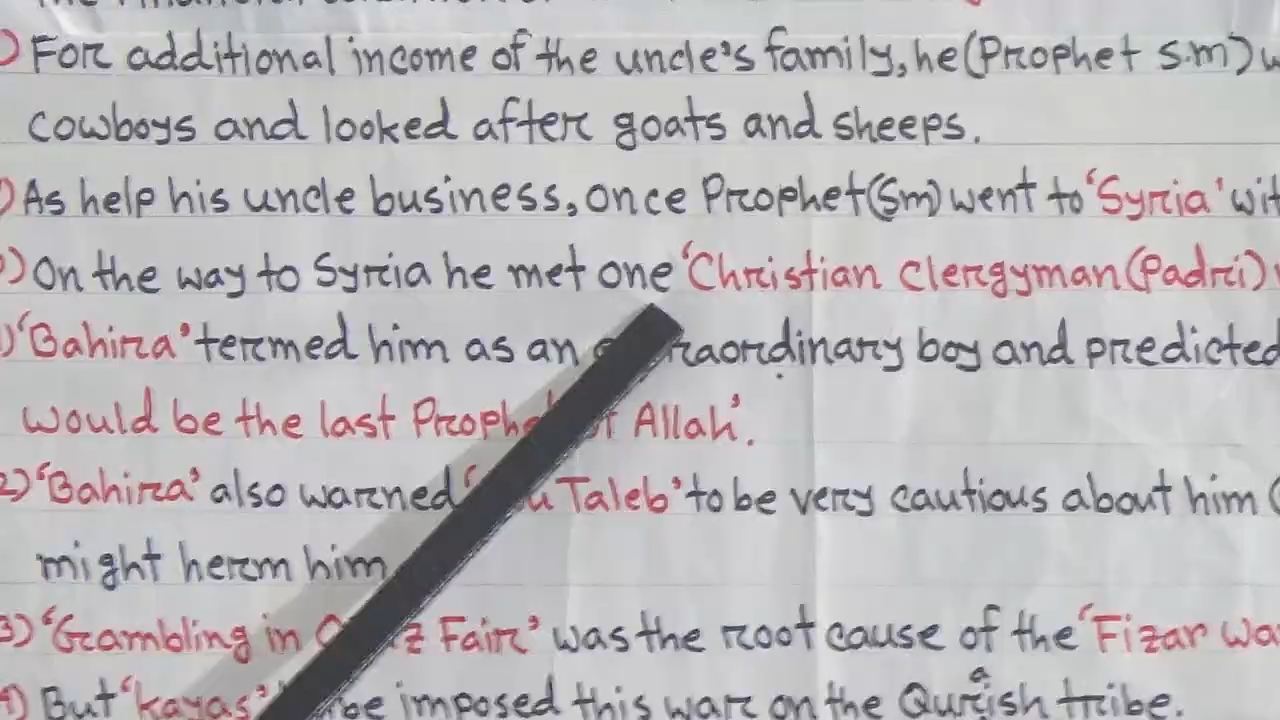 For additional income of the uncle's family, he (Prophet s.m)
cowboys and looked after goats and sheeps.
) As help his uncle business, once Prophet (sm) went to 'Syria'
) On the way to Syria he met one 'Christian Clergyman (Padri)
) 'Bahira' termed him as an raordinary boy and predicted
would be the last Prophe Allah'.
2) 'Bahira' also warned ' Taleb' to be very cautious about him (
might herm him
3) 'Grambling in Fair' was the root cause of the 'Fizar
) But 'kayas' imposed this war on the Quraish tribe.